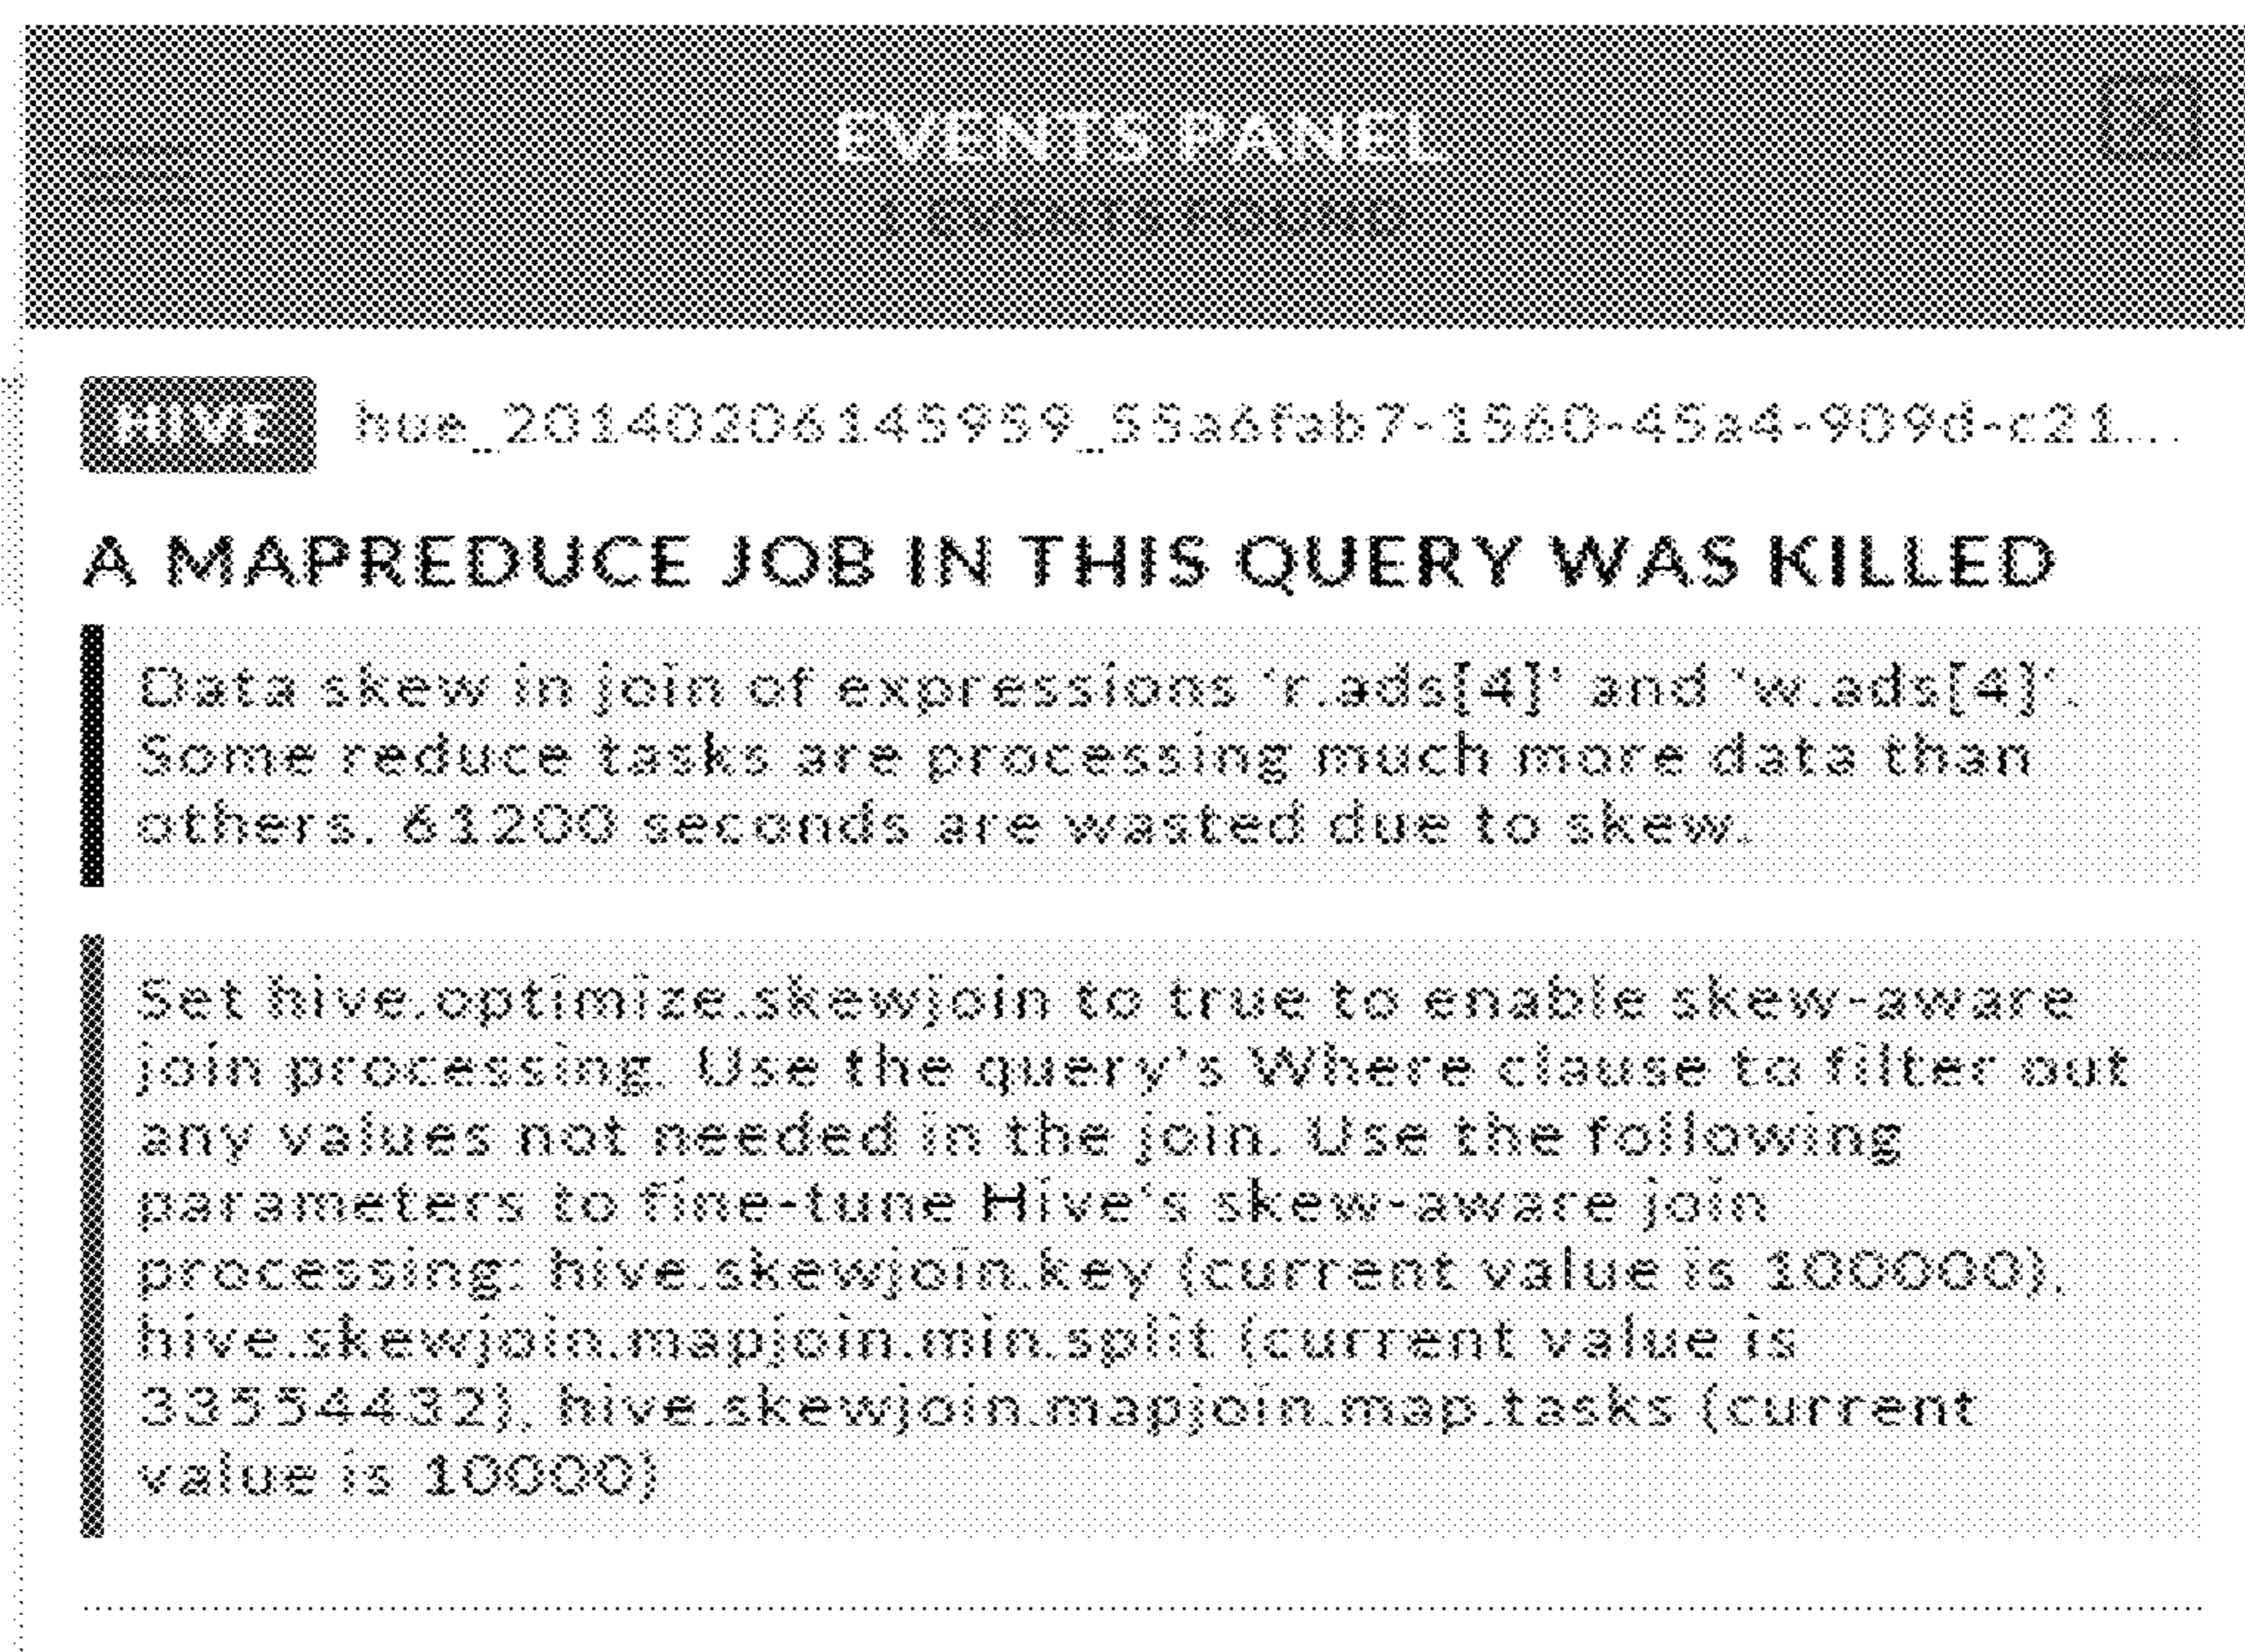 EVENTS PANEL
EVENTS FOUND
HIVE hue_20140206145959_55a6fab7-1560-45a4-909d-c21...
A MAPREDUCE JOB IN THIS QUERY WAS KILLED
Data skew in join of expressions 'r.ads[4]' and 'w.ads[4]'.
Some reduce tasks are processing much more data than
others. 61200 seconds are wasted due to skew.
Set hive.optimize.skewjoin to true to enable skew-aware
join processing. Use the query's Where clause to filter out
any values not needed in the join. Use the following
parameters to fine-tune Hive's skew-aware join
processing: hive.skewjoin.key (current value is 100000),
hive.skewjoin.mapjoin.min.split (current value is
33554432), hive.skewjoin.mapjoin.map.tasks (current
value is 10000)